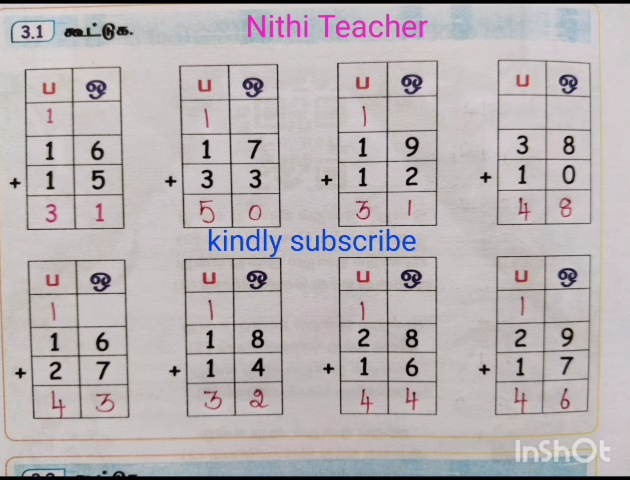 Nithi Teacher
3.1 கூட்டுக.
ப ஒ ப ஒ ப ஒ ப ஒ
1 1 1
1 6 1 7 1 9 3 8
+ 1 5 + 3 3 + 1 2 + 1 0
3 1 5 0 3 1 4 8
kindly subscribe
ப ஒ ப ஒ ப ஒ ப ஒ
1 1 1 1
1 6 1 8 2 8 2 9
+ 2 7 + 1 4 + 1 6 + 1 7
4 3 3 2 4 4 4 6
InShOt